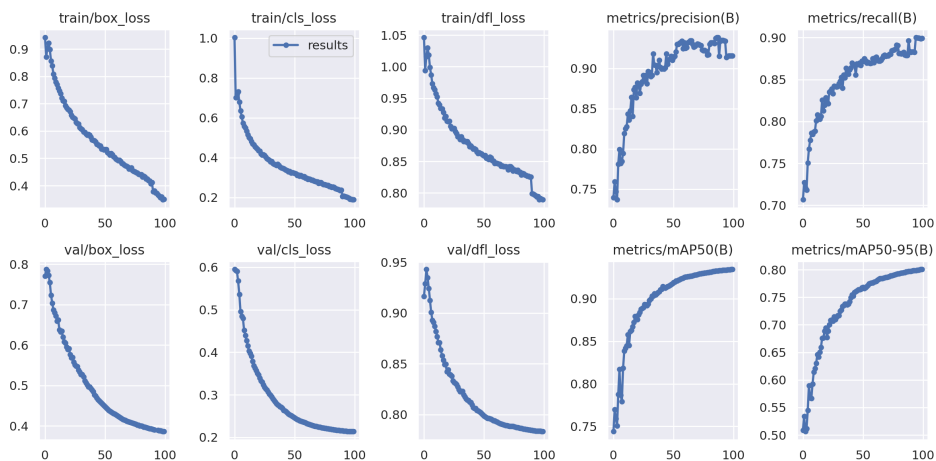 train/box_loss
train/cls_loss
train/dfl_loss
metrics/precision(B)
metrics/recall(B)
0.9
0.8
0.7
0.6
0.5
0.4
0 50 100
results
1.0
0.8
0.6
0.4
0.2
0 50 100
1.05
1.00
0.95
0.90
0.85
0.80
0 50 100
0.90
0.85
0.80
0.75
0 50 100
0.90
0.85
0.80
0.75
0.70
0 50 100
val/box_loss
val/cls_loss
val/dfl_loss
metrics/mAP50(B)
metrics/mAP50-95(B)
0.8
0.7
0.6
0.5
0.4
0 50 100
0.6
0.5
0.4
0.3
0.2
0 50 100
0.95
0.90
0.85
0.80
0 50 100
0.90
0.85
0.80
0.75
0 50 100
0.80
0.75
0.70
0.65
0.60
0.55
0.50
0 50 100